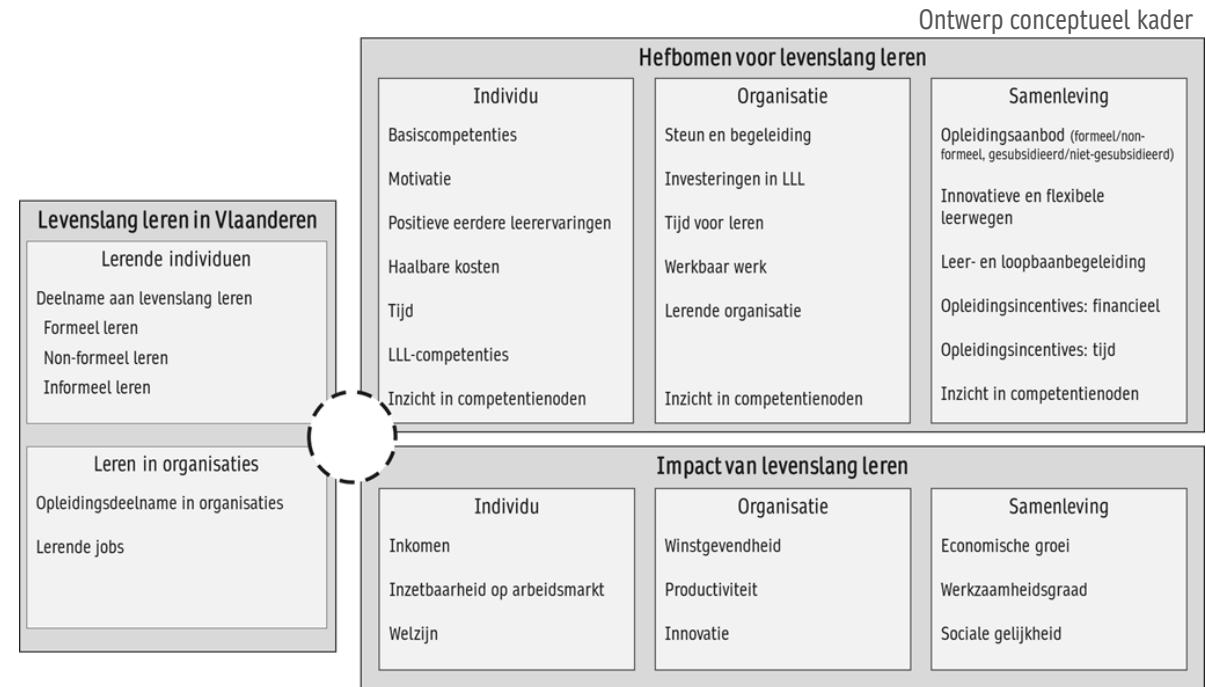 Ontwerp conceptueel kader
Levenslang leren in Vlaanderen
Lerende individuen
Deelname aan levenslang leren
Formeel leren
Non-formeel leren
Informeel leren
Leren in organisaties
Opleidingsdeelname in organisaties
Lerende jobs
Hefbomen voor levenslang leren
Individu
Basiscompetenties
Motivatie
Positieve eerdere leerervaringen
Haalbare kosten
Tijd
LLL-competenties
Inzicht in competentienoden
Organisatie
Steun en begeleiding
Investeringen in LLL
Tijd voor leren
Werkbaar werk
Lerende organisatie
Inzicht in competentienoden
Samenleving
Opleidingsaanbod (formeel/non-
formeel, gesubsidieerd/niet-gesubsidieerd)
Innovatieve en flexibele
leerwegen
Leer- en loopbaanbegeleiding
Opleidingsincentives: financieel
Opleidingsincentives: tijd
Inzicht in competentienoden
Impact van levenslang leren
Individu
Inkomen
Inzetbaarheid op arbeidsmarkt
Welzijn
Organisatie
Winstgevendheid
Productiviteit
Innovatie
Samenleving
Economische groei
Werkzaamheidsgraad
Sociale gelijkheid